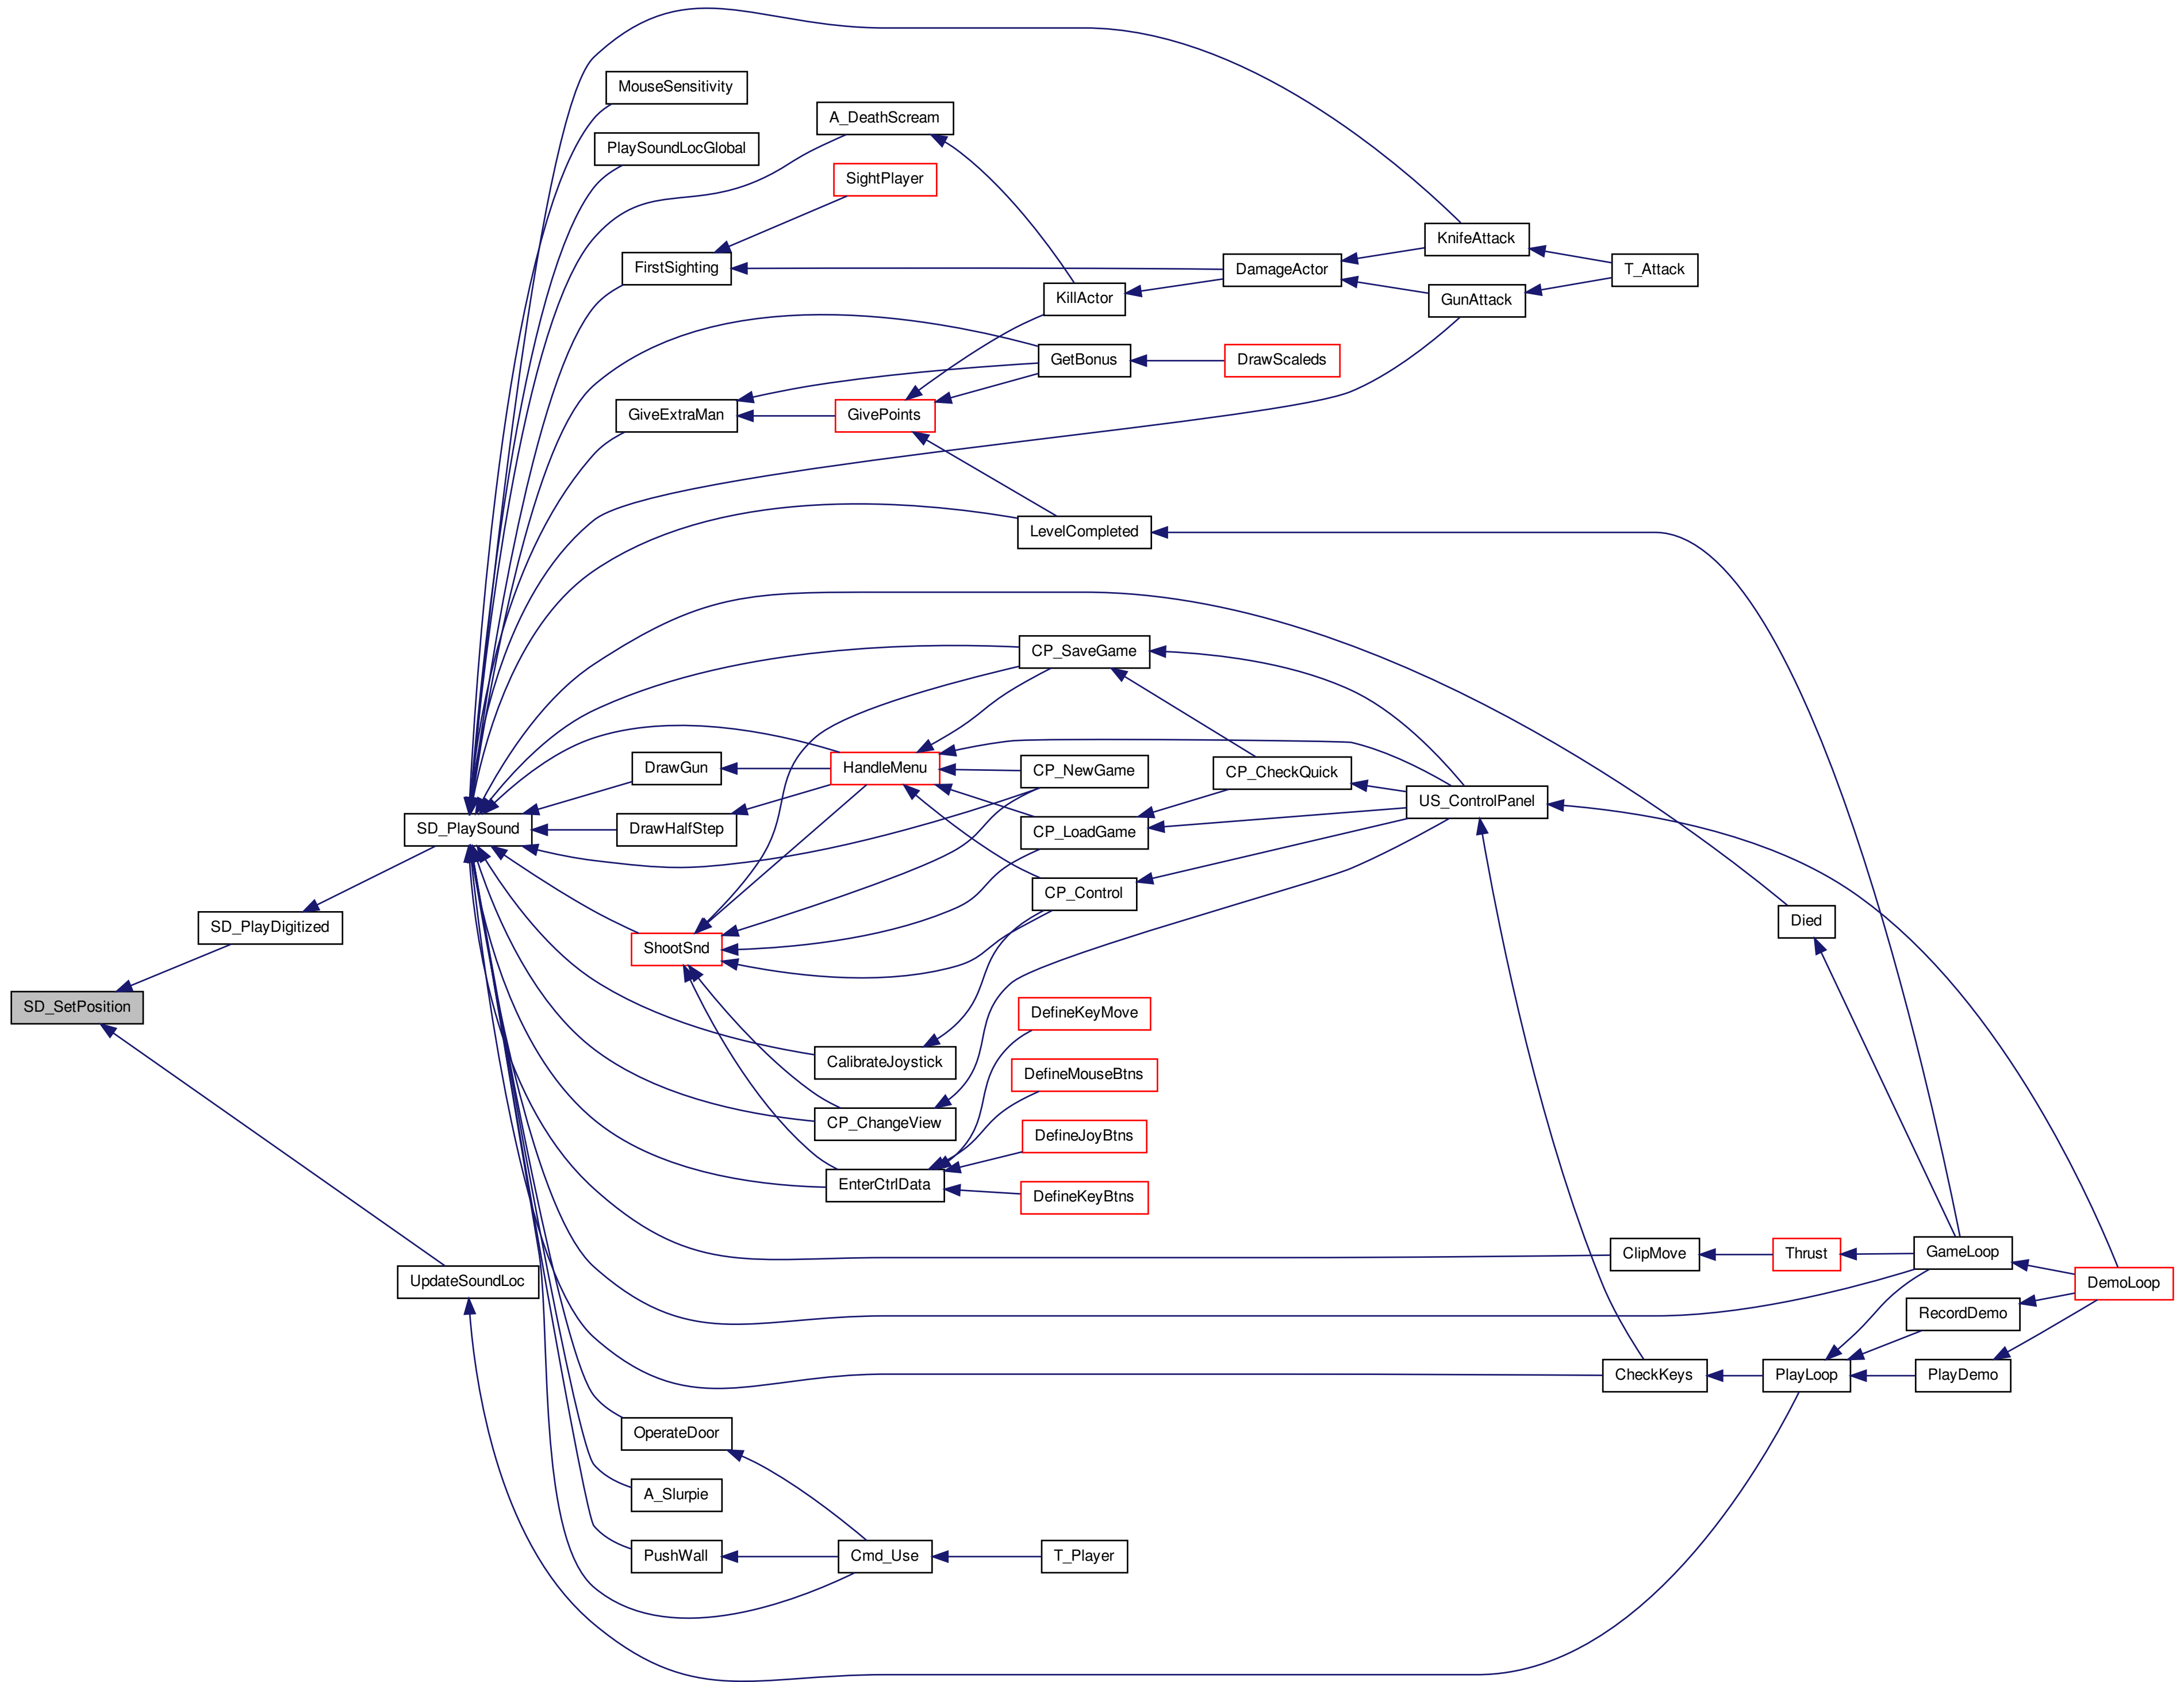 MouseSensitivity
A_DeathScream
PlaySoundLocGlobal
SightPlayer
KnifeAttack
FirstSighting
DamageActor
T_Attack
KillActor
GunAttack
GetBonus
DrawScaleds
GiveExtraMan
GivePoints
LevelCompleted
CP_SaveGame
DrawGun
HandleMenu
CP_NewGame
CP_CheckQuick
US_ControlPanel
SD_PlaySound
DrawHalfStep
CP_LoadGame
CP_Control
SD_PlayDigitized
Died
ShootSnd
SD_SetPosition
DefineKeyMove
CalibrateJoystick
DefineMouseBtns
CP_ChangeView
DefineJoyBtns
EnterCtrlData
DefineKeyBtns
ClipMove
Thrust
GameLoop
UpdateSoundLoc
DemoLoop
RecordDemo
CheckKeys
PlayLoop
PlayDemo
OperateDoor
A_Slurpie
PushWall
Cmd_Use
T_Player